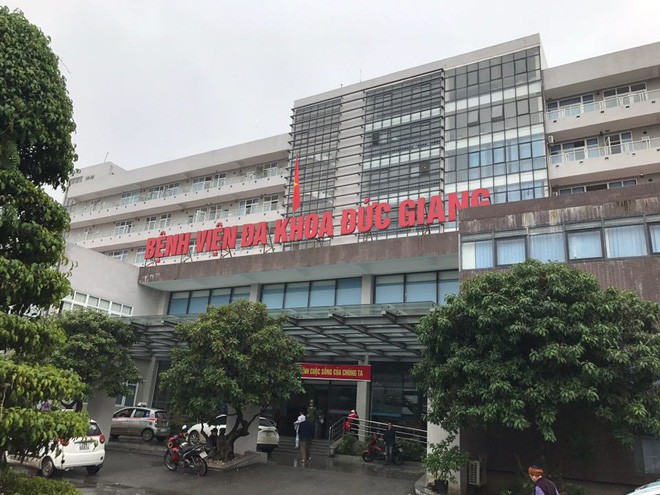 BỆNH VIỆN ĐA KHOA ĐỨC GIANG
CUỘC SỐNG CỦA CHÚNG TA